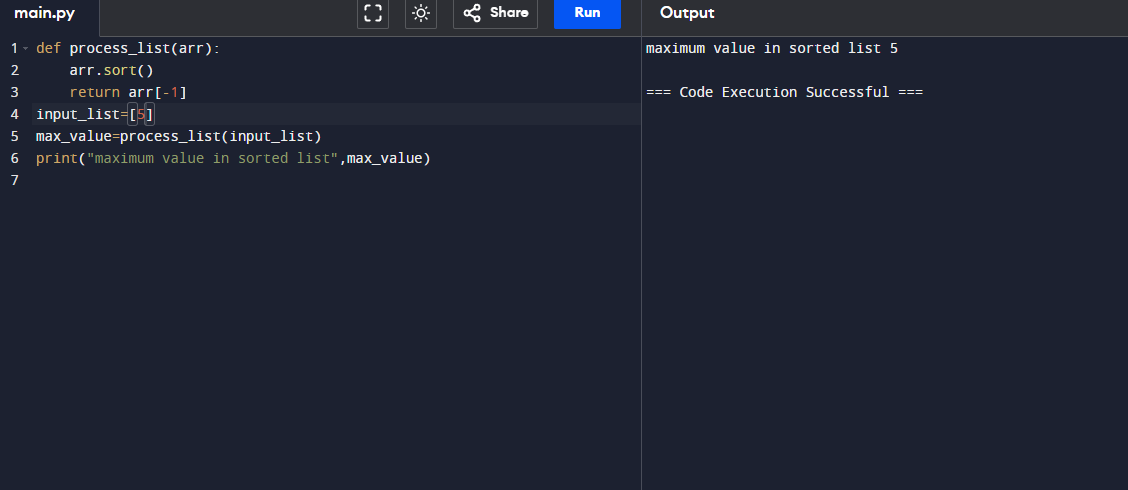 main.py
Share
Run
Output
1 def process_list(arr):
2     arr.sort()
3     return arr[-1]
4 input_list=[5]
5 max_value=process_list(input_list)
6 print("maximum value in sorted list",max_value)
7
maximum value in sorted list 5
=== Code Execution Successful ===